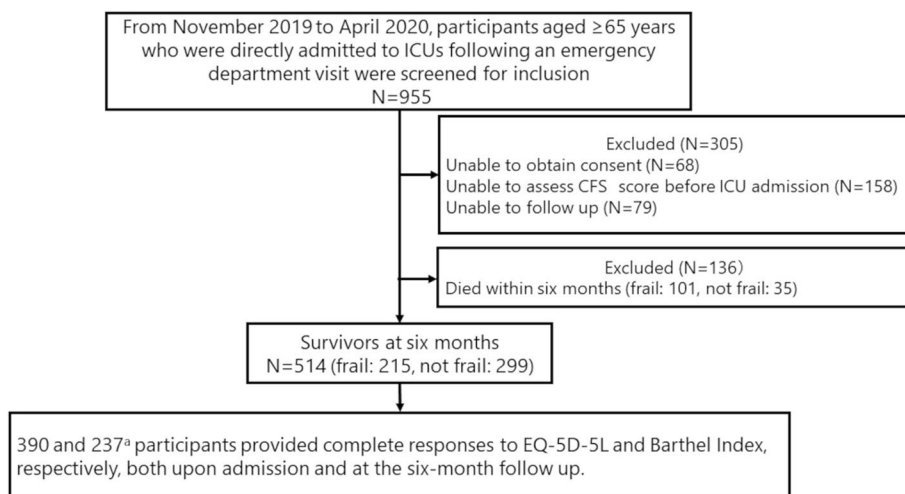 From November 2019 to April 2020, participants aged ≥65 years
who were directly admitted to ICUs following an emergency
department visit were screened for inclusion
N=955
Excluded (N=305)
Unable to obtain consent (N=68)
Unable to assess CFS score before ICU admission (N=158)
Unable to follow up (N=79)
Excluded (N=136)
Died within six months (frail: 101, not frail: 35)
Survivors at six months
N=514 (frail: 215, not frail: 299)
390 and 237ᵃ participants provided complete responses to EQ-5D-5L and Barthel Index,
respectively, both upon admission and at the six-month follow up.